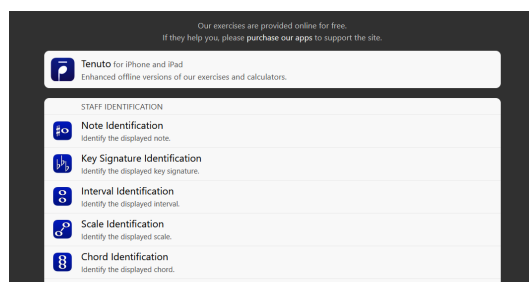 Our exercises are provided online for free.
If they help you, please purchase our apps to support the site.
Tenuto for iPhone and iPad
Enhanced offline versions of our exercises and calculators.
STAFF IDENTIFICATION
Note Identification
Identify the displayed note.
Key Signature Identification
Identify the displayed key signature.
Interval Identification
Identify the displayed interval.
Scale Identification
Identify the displayed scale.
Chord Identification
Identify the displayed chord.